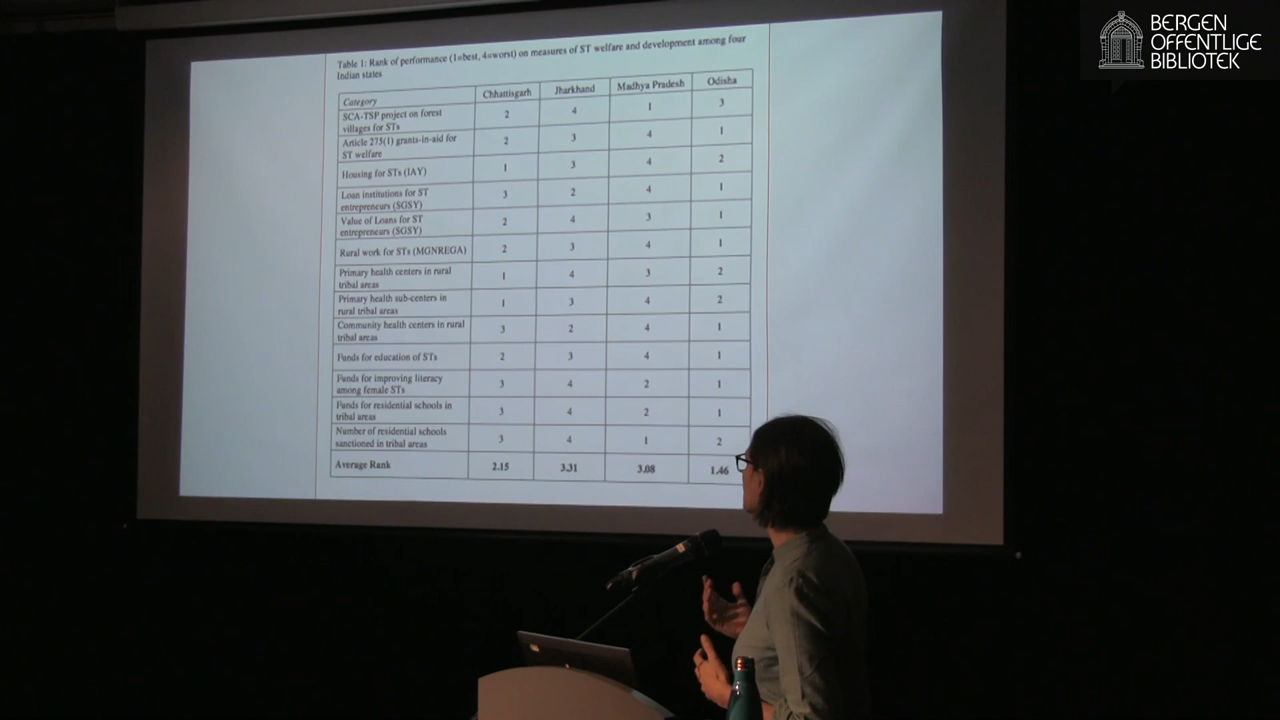 BERGEN
OFFENTLIGE
BIBLIOTEK
Table 1: Rank of performance (1=best, 4=worst) on measures of ST welfare and development among four
Indian states
Category Chhattisgarh Jharkhand Madhya Pradesh Odisha
SCA-TSP project on forest
villages for STs 2 4 1 3
Article 275(1) grants-in-aid for
ST welfare 2 3 4 1
Housing for STs (IAY) 1 3 4 2
Loan institutions for ST
entrepreneurs (SGSY) 3 2 4 1
Value of Loans for ST
entrepreneurs (SGSY) 2 4 3 1
Rural work for STs (MGNREGA) 2 3 4 1
Primary health centers in rural
tribal areas 1 4 3 2
Primary health sub-centers in
rural tribal areas 1 3 4 2
Community health centers in rural
tribal areas 3 2 4 1
Funds for education of STs 2 3 4 1
Funds for improving literacy
among female STs 3 4 2 1
Funds for residential schools in
tribal areas 3 4 2 1
Number of residential schools
sanctioned in tribal areas 3 4 1 2
Average Rank 2.15 3.31 3.08 1.46